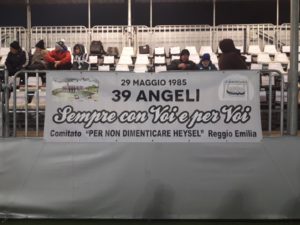 29 MAGGIO 1985
39 ANGELI
Sempre con Voi e per Voi
Comitato "PER NON DIMENTICARE HEYSEL" Reggio Emilia